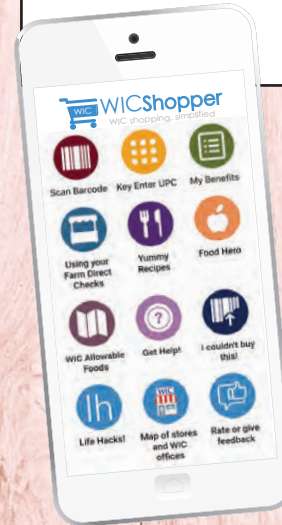 WIC WICShopper
WIC shopping, simplified
Scan Barcode
Key Enter UPC
My Benefits
Using your
Farm Direct
Checks
Yummy
Recipes
Food Hero
WIC Allowable
Foods
Get Help!
?
I couldn't buy
this!
lh
Life Hacks!
WIC
Map of stores
and WIC
offices
Rate or give
feedback